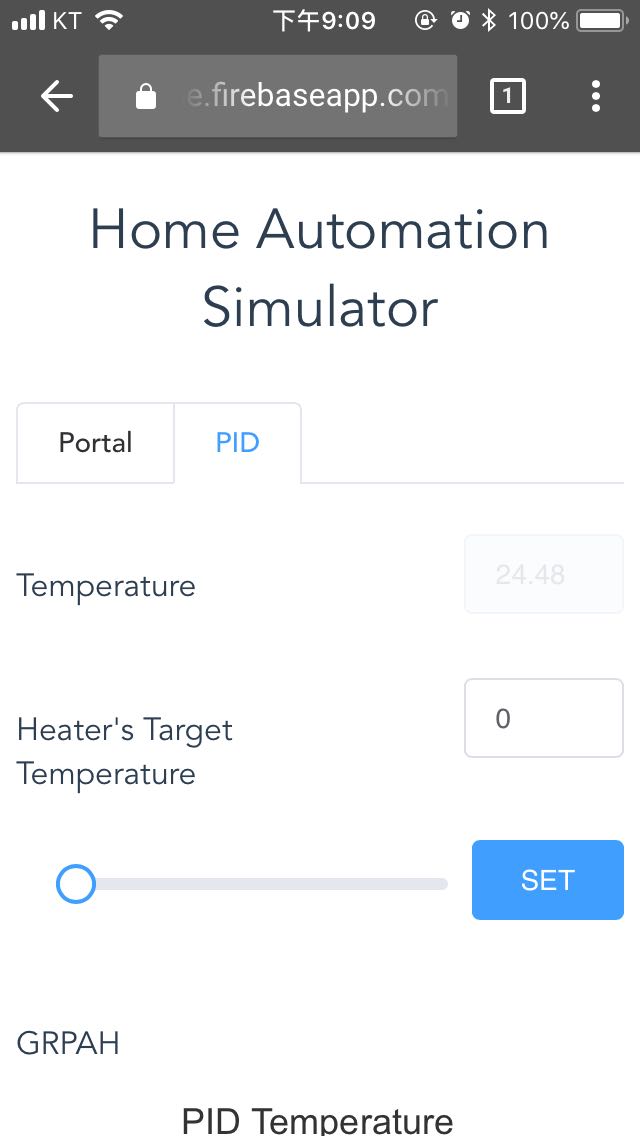 KT 下午9:09 100%
e.firebaseapp.com 1
Home Automation
Simulator
Portal PID
Temperature 24.48
Heater's Target
Temperature
0
SET
GRPAH
PID Temperature